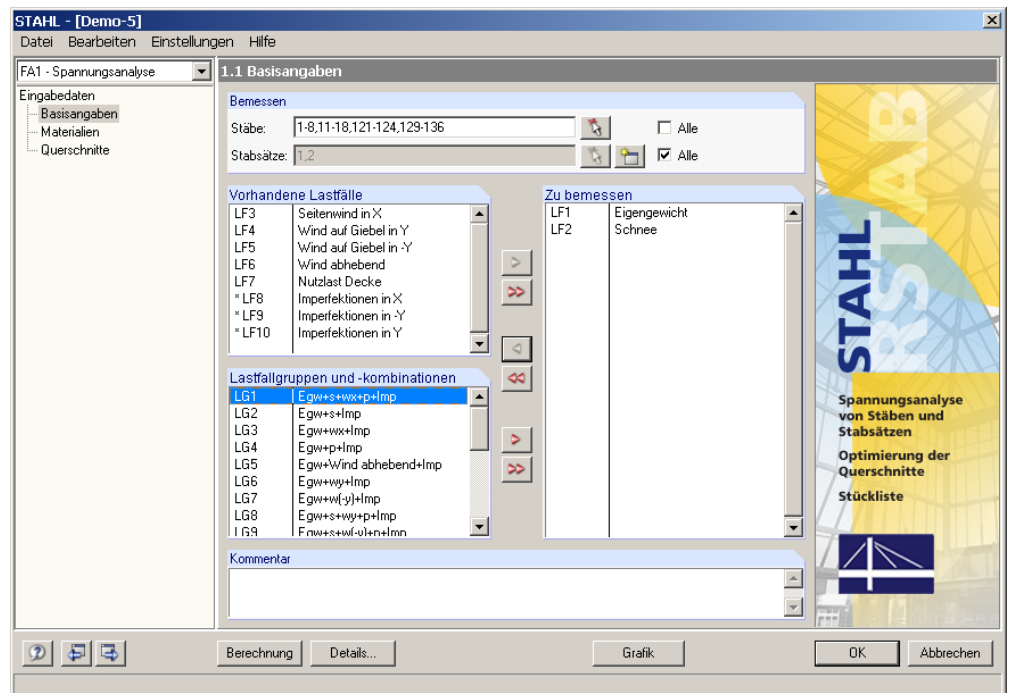 STAHL - [Demo-5]
Datei Bearbeiten Einstellungen Hilfe
FA1 - Spannungsanalyse
1.1 Basisangaben
Eingabedaten
Basisangaben
Materialien
Querschnitte
Bemessen
Stäbe: 1-8,11-18,121-124,129-136 Alle
Stabsätze: 1,2 Alle
Vorhandene Lastfälle
LF3 Seitenwind in X
LF4 Wind auf Giebel in Y
LF5 Wind auf Giebel in -Y
LF6 Wind abhebend
LF7 Nutzlast Decke
* LF8 Imperfektionen in X
* LF9 Imperfektionen in -Y
* LF10 Imperfektionen in Y
Zu bemessen
LF1 Eigengewicht
LF2 Schnee
Lastfallgruppen und -kombinationen
LG1 Egw+s+wx+p+Imp
LG2 Egw+s+Imp
LG3 Egw+wx+Imp
LG4 Egw+p+Imp
LG5 Egw+Wind abhebend+Imp
LG6 Egw+wy+Imp
LG7 Egw+w(-y)+Imp
LG8 Egw+s+wy+p+Imp
LG9 Egw+s+w(-y)+p+Imp
Kommentar
RSTAB
STAHL
Spannungsanalyse
von Stäben und
Stabsätzen
Optimierung der
Querschnitte
Stückliste
Berechnung Details... Grafik OK Abbrechen